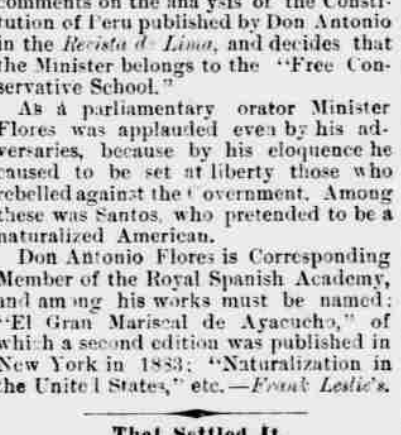 comments on the analysis of the Consti-
tution of Peru published by Don Antonio
in the Revista de Lima, and decides that
the Minister belongs to the "Free Con-
servative School."
As a parliamentary orator Minister
Flores was applauded even by his ad-
versaries, because by his eloquence he
caused to be set at liberty those who
rebelled against the Government. Among
these was Santos, who pretended to be a
naturalized American.
Don Antonio Flores is Corresponding
Member of the Royal Spanish Academy,
and among his works must be named:
"El Gran Mariscal de Ayacucho," of
which a second edition was published in
New York in 1883; "Naturalization in
the United States," etc.—Frank Leslie's.
That Settled It.